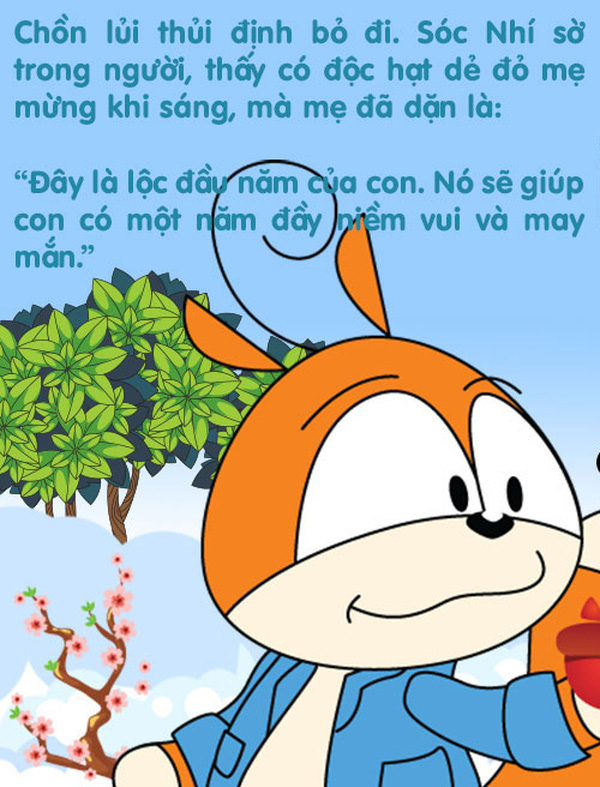 Chồn lủi thủi định bỏ đi. Sóc Nhí sờ
trong người, thấy có độc hạt dẻ đỏ mẹ
mừng khi sáng, mà mẹ đã dặn là:
“Đây là lộc đầu năm của con. Nó sẽ giúp
con có một năm đầy niềm vui và may
mắn.”